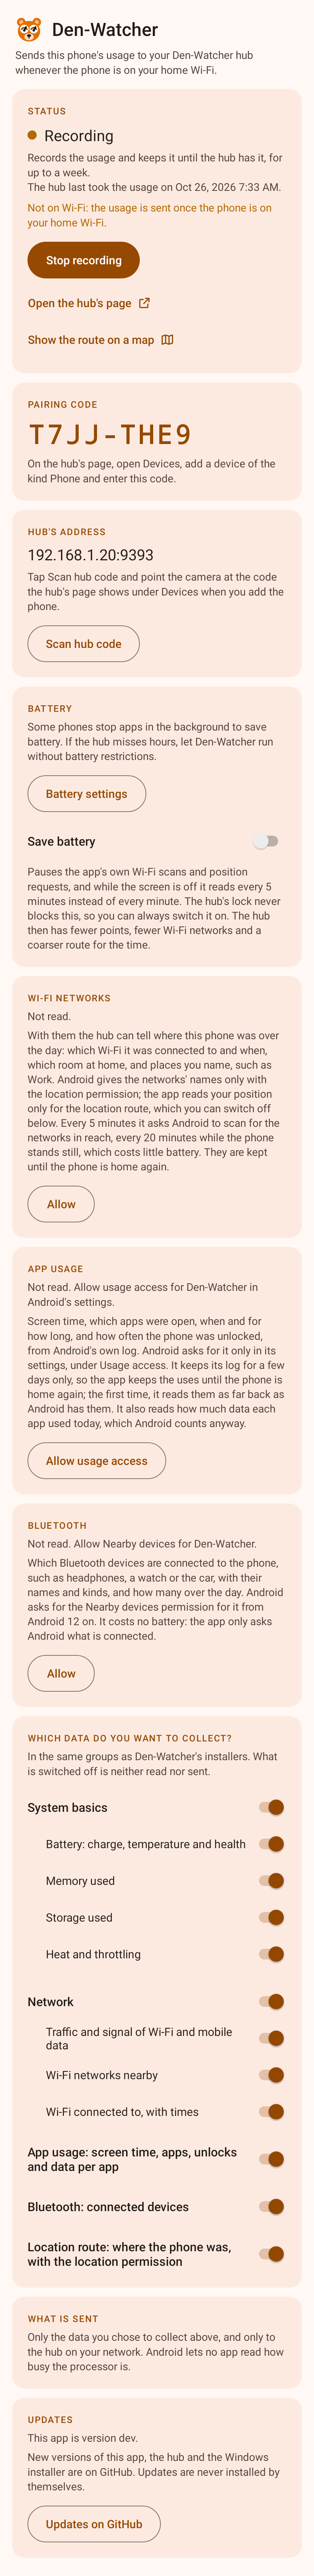 Den-Watcher
Sends this phone's usage to your Den-Watcher hub
whenever the phone is on your home Wi-Fi.
STATUS
Recording
Records the usage and keeps it until the hub has it, for
up to a week.
The hub last took the usage on Oct 26, 2026 7:33 AM.
Not on Wi-Fi: the usage is sent once the phone is on
your home Wi-Fi.
Stop recording
Open the hub's page
Show the route on a map
PAIRING CODE
T7JJ-THE9
On the hub's page, open Devices, add a device of the
kind Phone and enter this code.
HUB'S ADDRESS
192.168.1.20:9393
Tap Scan hub code and point the camera at the code
the hub's page shows under Devices when you add the
phone.
Scan hub code
BATTERY
Some phones stop apps in the background to save
battery. If the hub misses hours, let Den-Watcher run
without battery restrictions.
Battery settings
Save battery
Pauses the app's own Wi-Fi scans and position
requests, and while the screen is off it reads every 5
minutes instead of every minute. The hub's lock never
blocks this, so you can always switch it on. The hub
then has fewer points, fewer Wi-Fi networks and a
coarser route for the time.
WI-FI NETWORKS
Not read.
With them the hub can tell where this phone was over
the day: which Wi-Fi it was connected to and when,
which room at home, and places you name, such as
Work. Android gives the networks' names only with
the location permission; the app reads your position
only for the location route, which you can switch off
below. Every 5 minutes it asks Android to scan for the
networks in reach, every 20 minutes while the phone
stands still, which costs little battery. They are kept
until the phone is home again.
Allow
APP USAGE
Not read. Allow usage access for Den-Watcher in
Android's settings.
Screen time, which apps were open, when and for
how long, and how often the phone was unlocked,
from Android's own log. Android asks for it only in its
settings, under Usage access. It keeps its log for a few
days only, so the app keeps the uses until the phone is
home again; the first time, it reads them as far back as
Android has them. It also reads how much data each
app used today, which Android counts anyway.
Allow usage access
BLUETOOTH
Not read. Allow Nearby devices for Den-Watcher.
Which Bluetooth devices are connected to the phone,
such as headphones, a watch or the car, with their
names and kinds, and how many over the day. Android
asks for the Nearby devices permission for it from
Android 12 on. It costs no battery: the app only asks
Android what is connected.
Allow
WHICH DATA DO YOU WANT TO COLLECT?
In the same groups as Den-Watcher's installers. What
is switched off is neither read nor sent.
System basics
Battery: charge, temperature and health
Memory used
Storage used
Heat and throttling
Network
Traffic and signal of Wi-Fi and mobile
data
Wi-Fi networks nearby
Wi-Fi connected to, with times
App usage: screen time, apps, unlocks
and data per app
Bluetooth: connected devices
Location route: where the phone was,
with the location permission
WHAT IS SENT
Only the data you chose to collect above, and only to
the hub on your network. Android lets no app read how
busy the processor is.
UPDATES
This app is version dev.
New versions of this app, the hub and the Windows
installer are on GitHub. Updates are never installed by
themselves.
Updates on GitHub